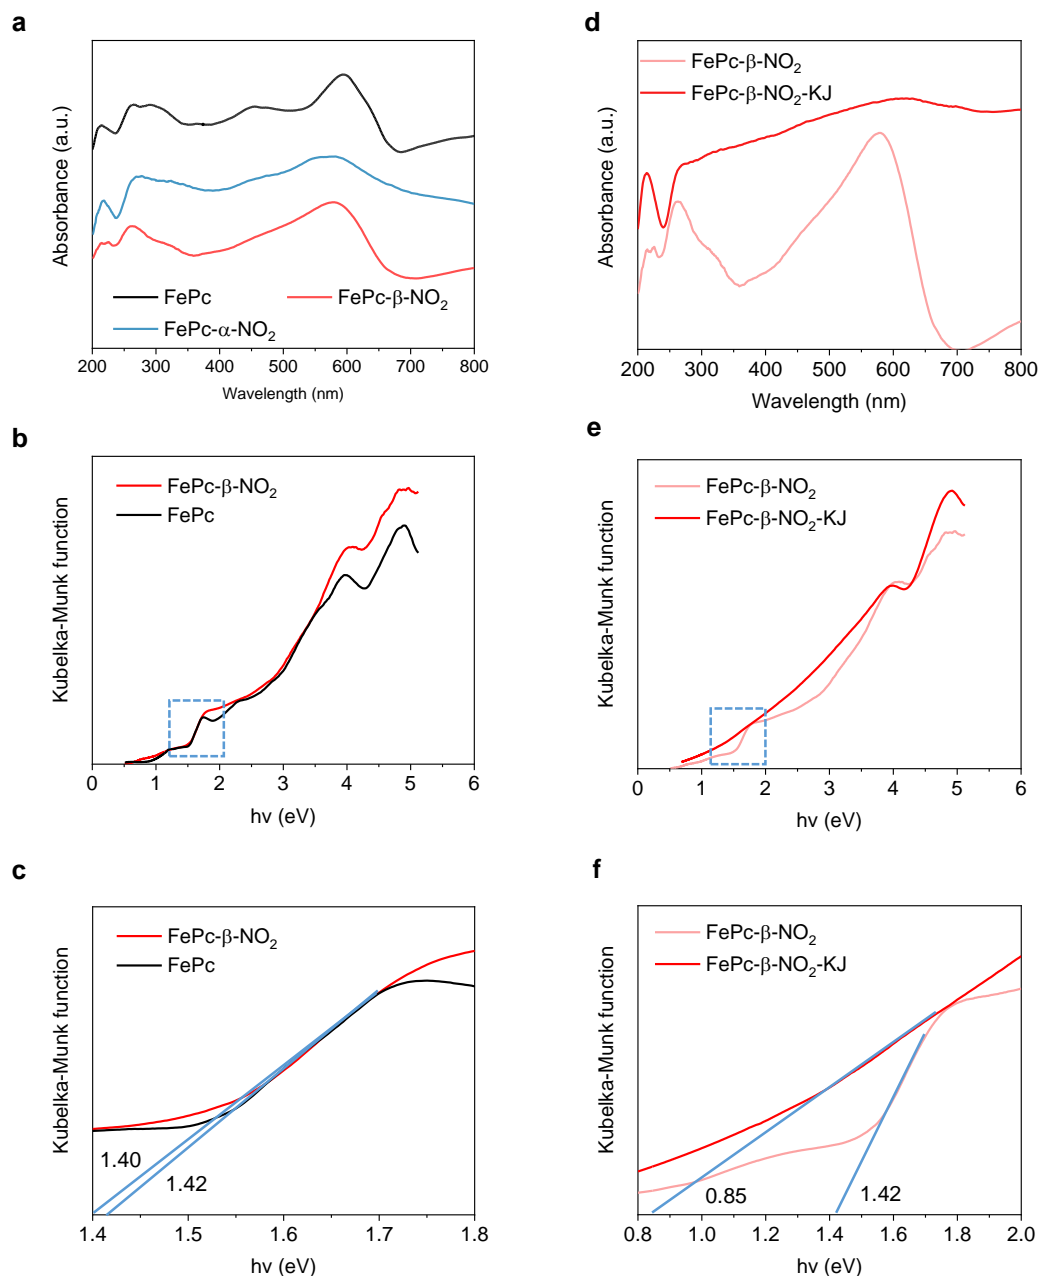 a
Absorbance (a.u.)
FePc
FePc-β-NO₂
FePc-α-NO₂
200 300 400 500 600 700 800
Wavelength (nm)
d
Absorbance (a.u.)
FePc-β-NO₂
FePc-β-NO₂-KJ
200 300 400 500 600 700 800
Wavelength (nm)
b
Kubelka-Munk function
FePc-β-NO₂
FePc
0 1 2 3 4 5 6
hv (eV)
e
Kubelka-Munk function
FePc-β-NO₂
FePc-β-NO₂-KJ
0 1 2 3 4 5 6
hv (eV)
c
Kubelka-Munk function
FePc-β-NO₂
FePc
1.40
1.42
1.4 1.5 1.6 1.7 1.8
hv (eV)
f
Kubelka-Munk function
FePc-β-NO₂
FePc-β-NO₂-KJ
0.85
1.42
0.8 1.0 1.2 1.4 1.6 1.8 2.0
hv (eV)